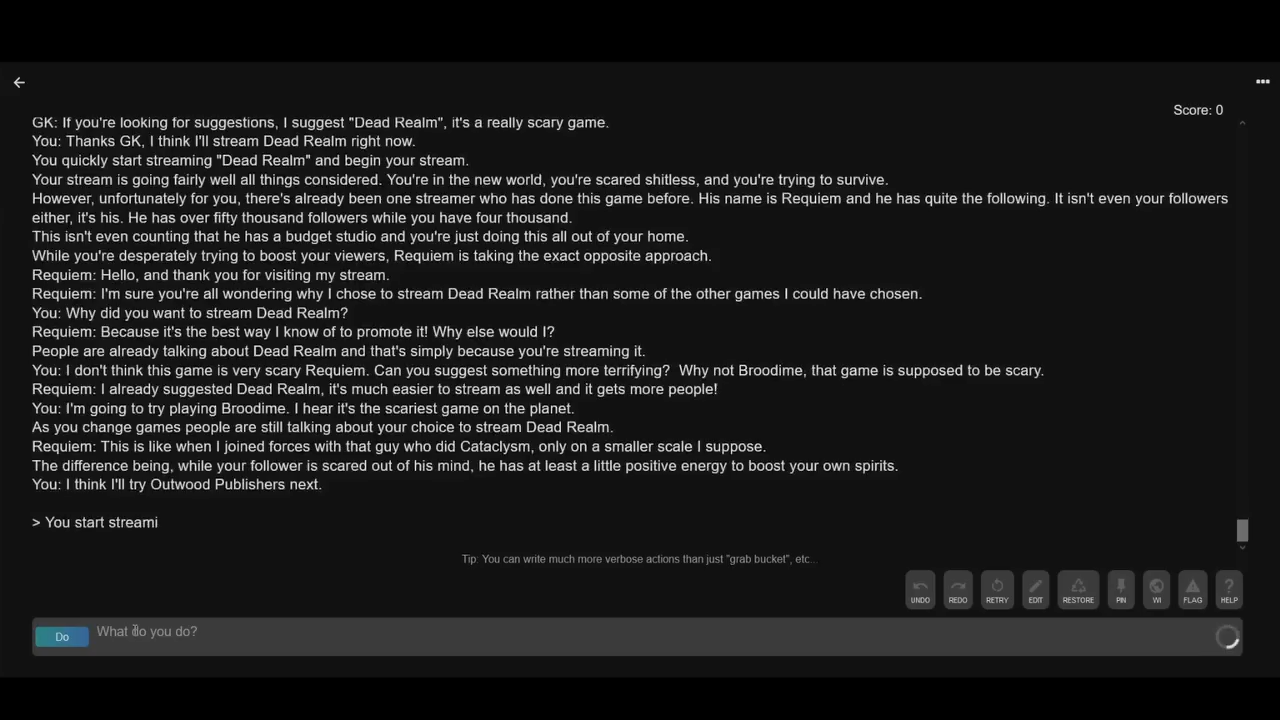 Score: 0
GK: If you're looking for suggestions, I suggest "Dead Realm", it's a really scary game.
You: Thanks GK, I think I'll stream Dead Realm right now.
You quickly start streaming "Dead Realm" and begin your stream.
Your stream is going fairly well all things considered. You're in the new world, you're scared shitless, and you're trying to survive.
However, unfortunately for you, there's already been one streamer who has done this game before. His name is Requiem and he has quite the following. It isn't even your followers
either, it's his. He has over fifty thousand followers while you have four thousand.
This isn't even counting that he has a budget studio and you're just doing this all out of your home.
While you're desperately trying to boost your viewers, Requiem is taking the exact opposite approach.
Requiem: Hello, and thank you for visiting my stream.
Requiem: I'm sure you're all wondering why I chose to stream Dead Realm rather than some of the other games I could have chosen.
You: Why did you want to stream Dead Realm?
Requiem: Because it's the best way I know of to promote it! Why else would I?
People are already talking about Dead Realm and that's simply because you're streaming it.
You: I don't think this game is very scary Requiem. Can you suggest something more terrifying?  Why not Broodime, that game is supposed to be scary.
Requiem: I already suggested Dead Realm, it's much easier to stream as well and it gets more people!
You: I'm going to try playing Broodime. I hear it's the scariest game on the planet.
As you change games people are still talking about your choice to stream Dead Realm.
Requiem: This is like when I joined forces with that guy who did Cataclysm, only on a smaller scale I suppose.
The difference being, while your follower is scared out of his mind, he has at least a little positive energy to boost your own spirits.
You: I think I'll try Outwood Publishers next.
> You start streami
Tip: You can write much more verbose actions than just "grab bucket", etc...
UNDO REDO RETRY EDIT RESTORE PIN WI FLAG HELP
Do What do you do?